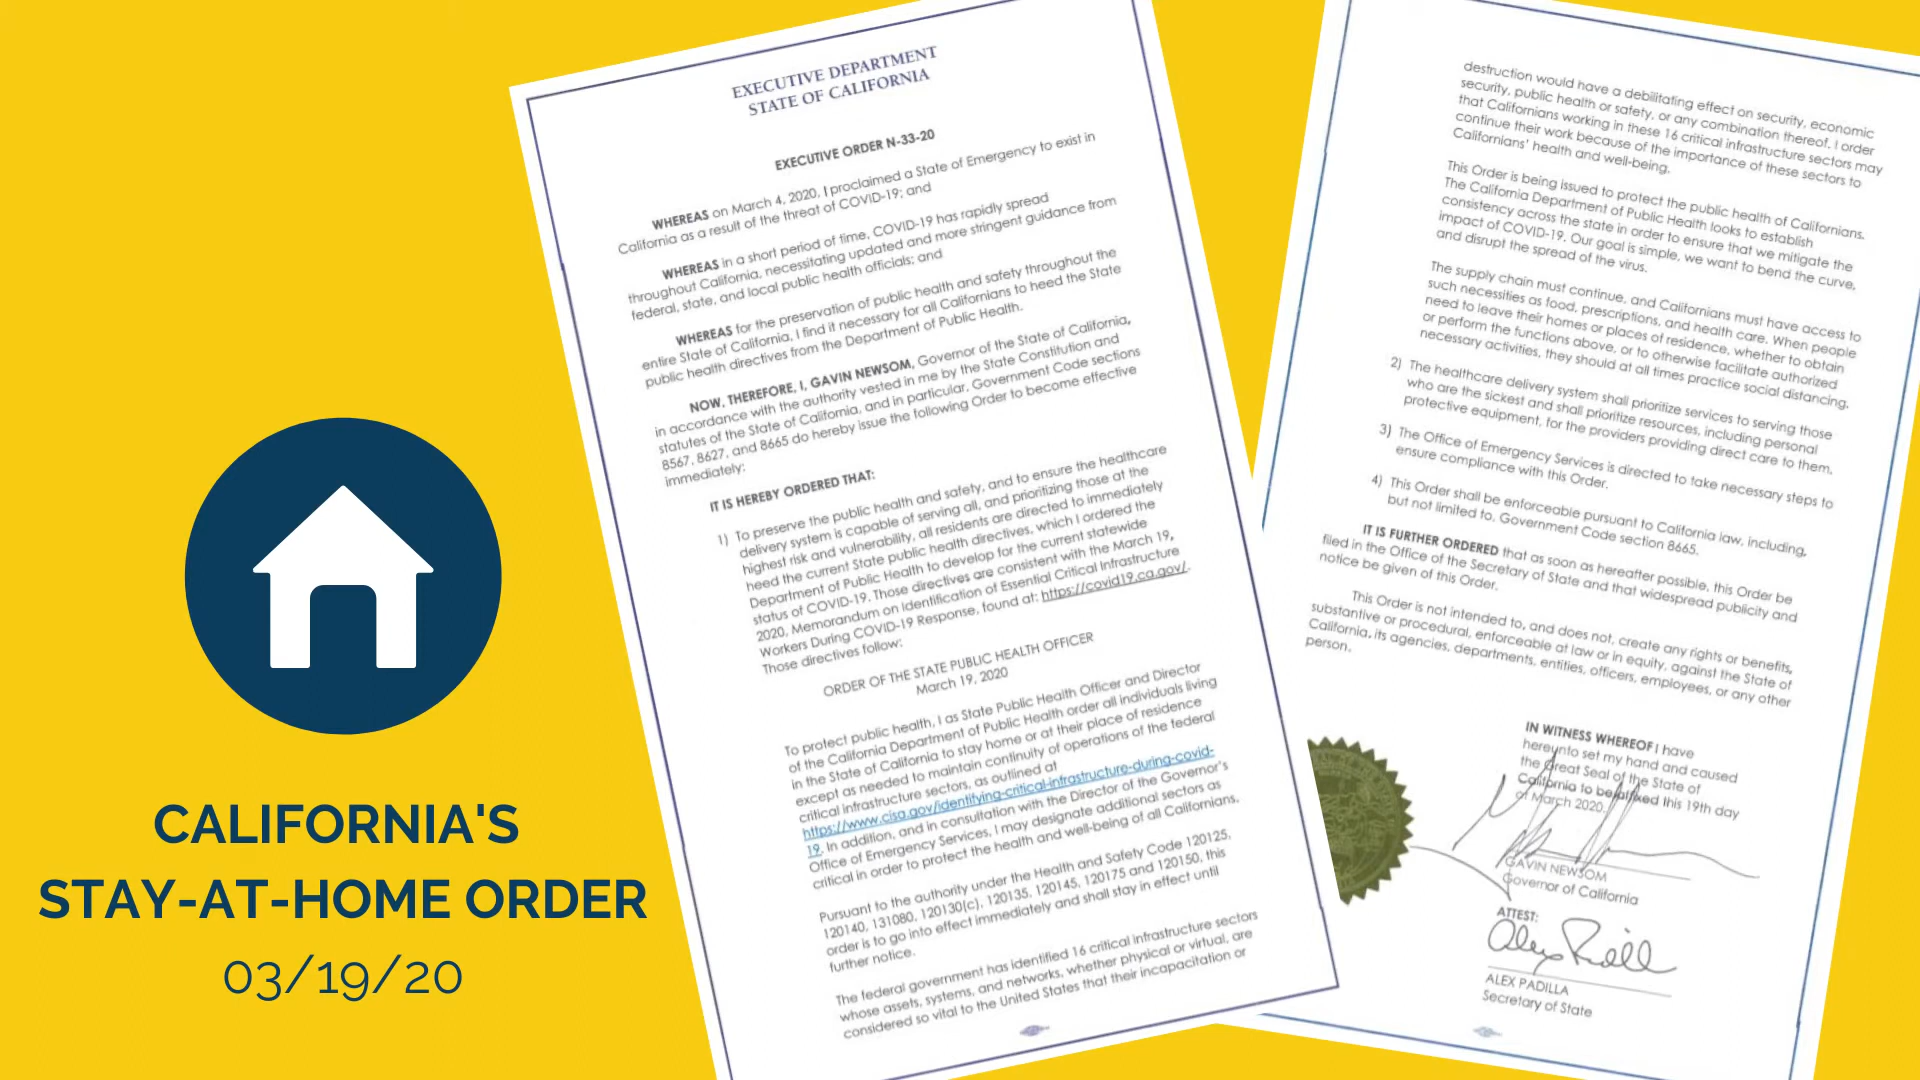 CALIFORNIA'S
STAY-AT-HOME ORDER
03/19/20
EXECUTIVE DEPARTMENT
STATE OF CALIFORNIA
EXECUTIVE ORDER N-33-20
WHEREAS on March 4, 2020, I proclaimed a State of Emergency to exist in
California as a result of the threat of COVID-19; and
WHEREAS in a short period of time, COVID-19 has rapidly spread
throughout California, necessitating updated and more stringent guidance from
federal, state, and local public health officials; and
WHEREAS for the preservation of public health and safety throughout the
entire State of California, I find it necessary for all Californians to heed the State
public health directives from the Department of Public Health.
NOW, THEREFORE, I, GAVIN NEWSOM, Governor of the State of California,
in accordance with the authority vested in me by the State Constitution and
statutes of the State of California, and in particular, Government Code sections
8567, 8627, and 8665 do hereby issue the following Order to become effective
immediately:
IT IS HEREBY ORDERED THAT:
1) To preserve the public health and safety, and to ensure the healthcare
delivery system is capable of serving all, and prioritizing those at the
highest risk and vulnerability, all residents are directed to immediately
heed the current State public health directives, which I ordered the
Department of Public Health to develop for the current statewide
status of COVID-19. Those directives are consistent with the March 19,
2020, Memorandum on Identification of Essential Critical Infrastructure
Workers During COVID-19 Response, found at: https://covid19.ca.gov/.
Those directives follow:
ORDER OF THE STATE PUBLIC HEALTH OFFICER
March 19, 2020
To protect public health, I as State Public Health Officer and Director
of the California Department of Public Health order all individuals living
in the State of California to stay home or at their place of residence
except as needed to maintain continuity of operations of the federal
critical infrastructure sectors, as outlined at
https://www.cisa.gov/identifying-critical-infrastructure-during-covid-
19. In addition, and in consultation with the Director of the Governor's
Office of Emergency Services, I may designate additional sectors as
critical in order to protect the health and well-being of all Californians.
Pursuant to the authority under the Health and Safety Code 120125,
120140, 131080, 120130(c), 120135, 120145, 120175 and 120150, this
order is to go into effect immediately and shall stay in effect until
further notice.
The federal government has identified 16 critical infrastructure sectors
whose assets, systems, and networks, whether physical or virtual, are
considered so vital to the United States that their incapacitation or
destruction would have a debilitating effect on security, economic
security, public health or safety, or any combination thereof. I order
that Californians working in these 16 critical infrastructure sectors may
continue their work because of the importance of these sectors to
Californians' health and well-being.
This Order is being issued to protect the public health of Californians.
The California Department of Public Health looks to establish
consistency across the state in order to ensure that we mitigate the
impact of COVID-19. Our goal is simple, we want to bend the curve,
and disrupt the spread of the virus.
The supply chain must continue, and Californians must have access to
such necessities as food, prescriptions, and health care. When people
need to leave their homes or places of residence, whether to obtain
or perform the functions above, or to otherwise facilitate authorized
necessary activities, they should at all times practice social distancing.
2) The healthcare delivery system shall prioritize services to serving those
who are the sickest and shall prioritize resources, including personal
protective equipment, for the providers providing direct care to them.
3) The Office of Emergency Services is directed to take necessary steps to
ensure compliance with this Order.
4) This Order shall be enforceable pursuant to California law, including,
but not limited to, Government Code section 8665.
IT IS FURTHER ORDERED that as soon as hereafter possible, this Order be
filed in the Office of the Secretary of State and that widespread publicity and
notice be given of this Order.
This Order is not intended to, and does not, create any rights or benefits,
substantive or procedural, enforceable at law or in equity, against the State of
California, its agencies, departments, entities, officers, employees, or any other
person.
IN WITNESS WHEREOF I have
hereunto set my hand and caused
the Great Seal of the State of
California to be affixed this 19th day
of March 2020.
GAVIN NEWSOM
Governor of California
ATTEST:
ALEX PADILLA
Secretary of State